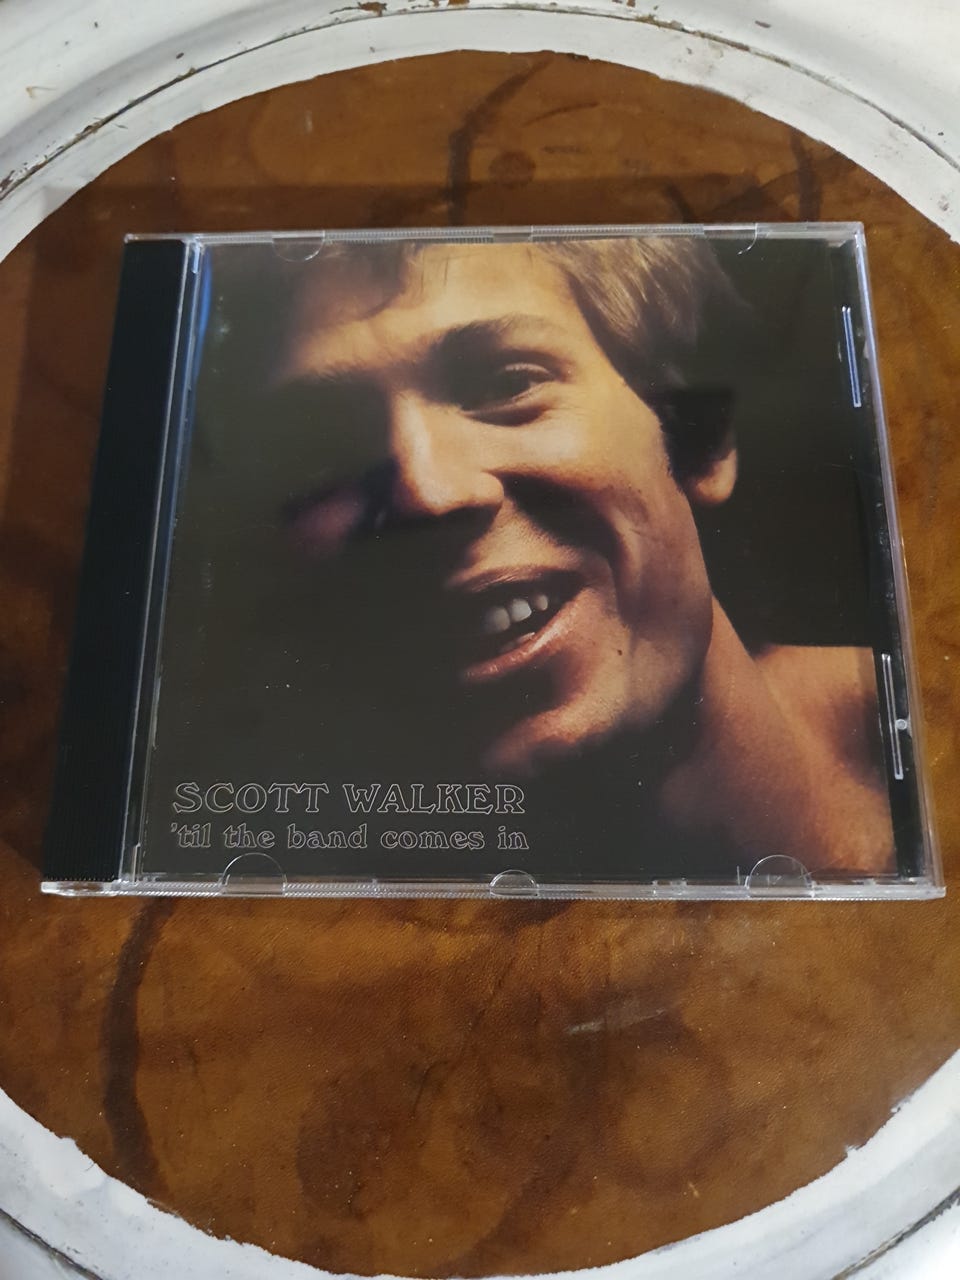 SCOTT WALKER
'til the band comes in